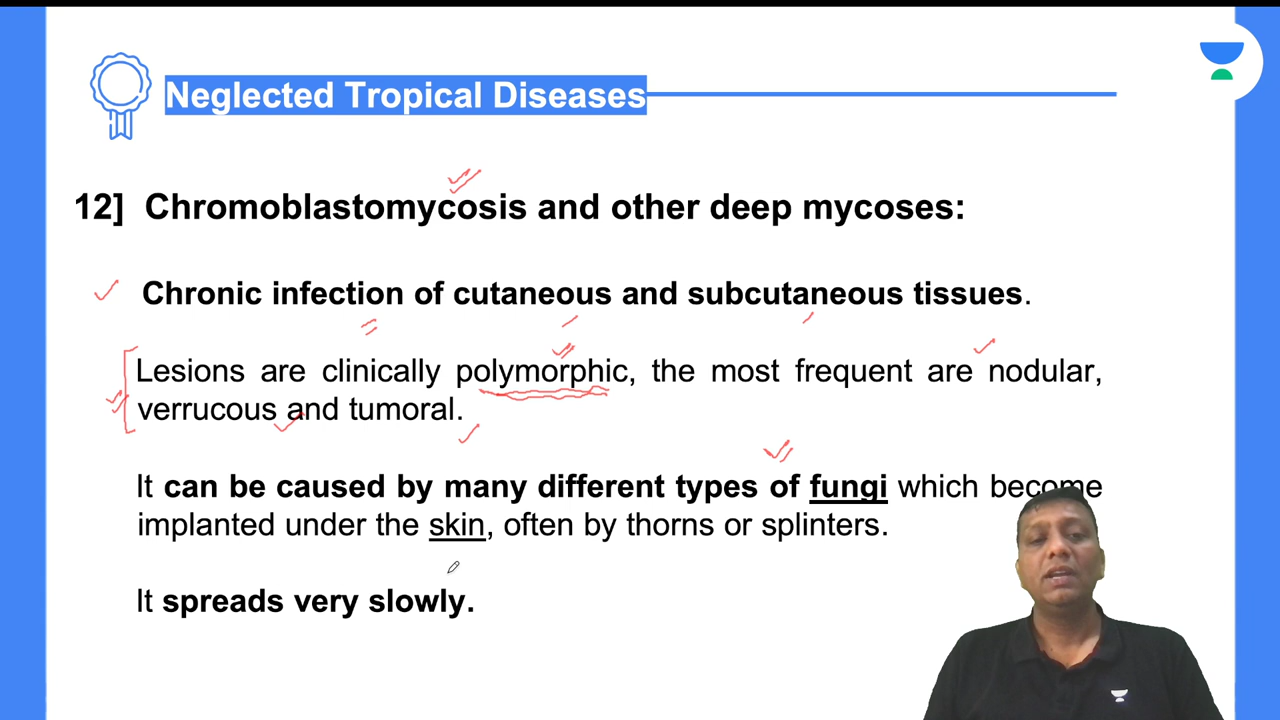 Neglected Tropical Diseases
12] Chromoblastomycosis and other deep mycoses:
Chronic infection of cutaneous and subcutaneous tissues.
Lesions are clinically polymorphic, the most frequent are nodular,
verrucous and tumoral.
It can be caused by many different types of fungi which become
implanted under the skin, often by thorns or splinters.
It spreads very slowly.